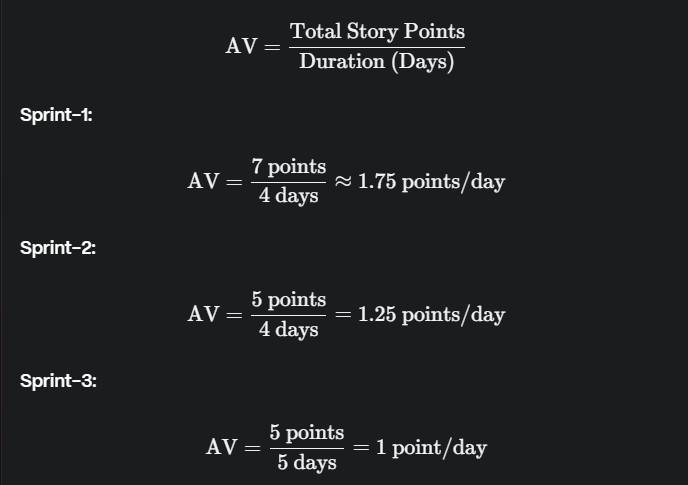 AV = Total Story Points / Duration (Days)
Sprint-1:
AV = 7 points / 4 days ≈ 1.75 points/day
Sprint-2:
AV = 5 points / 4 days = 1.25 points/day
Sprint-3:
AV = 5 points / 5 days = 1 point/day